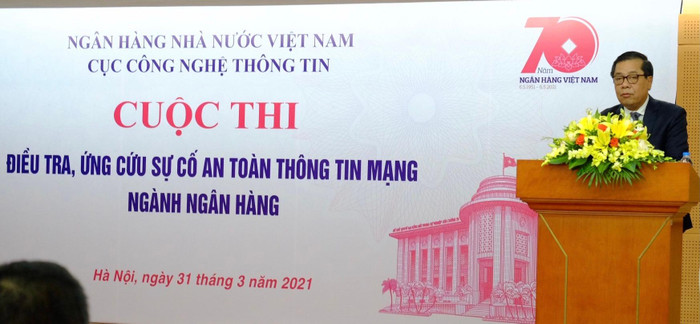 NGÂN HÀNG NHÀ NƯỚC VIỆT NAM
CỤC CÔNG NGHỆ THÔNG TIN
70
Năm
NGÂN HÀNG VIỆT NAM
CUỘC THI
ĐIỀU TRA, ỨNG CỨU SỰ CỐ AN TOÀN THÔNG TIN MẠNG
NGÀNH NGÂN HÀNG
Hà Nội, ngày 31 tháng 3 năm 2021